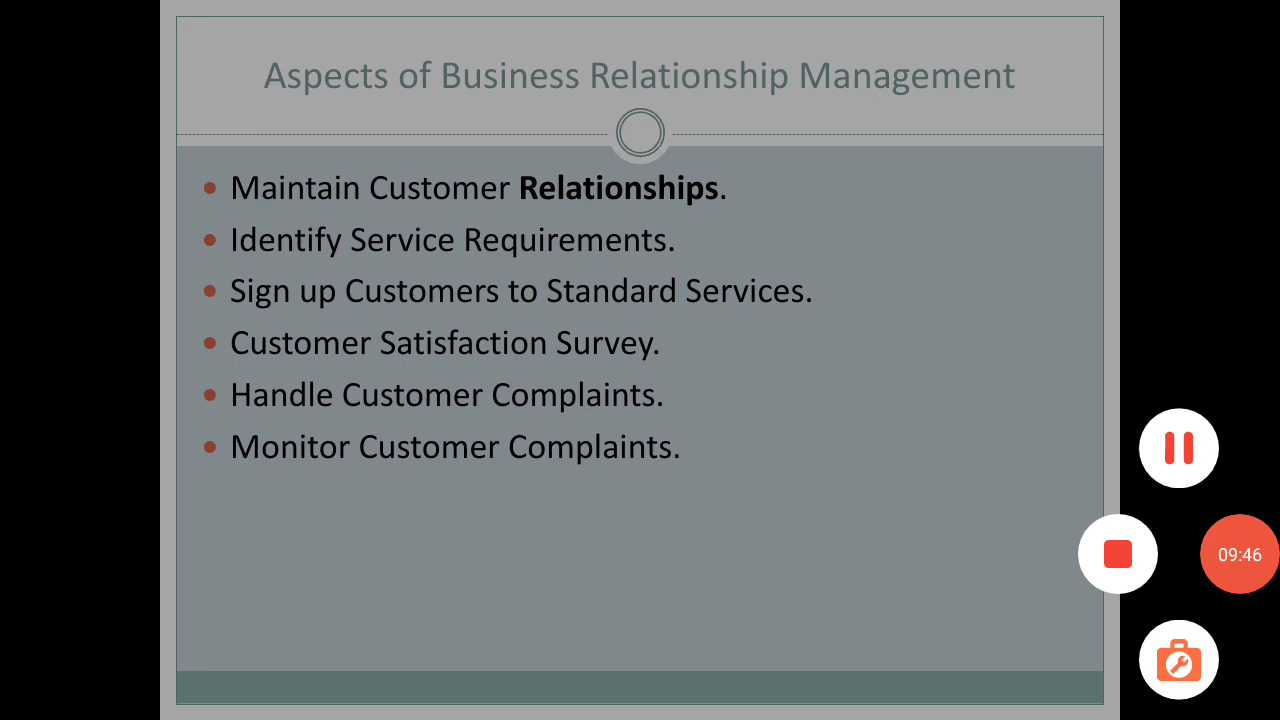 Aspects of Business Relationship Management
Maintain Customer Relationships.
Identify Service Requirements.
Sign up Customers to Standard Services.
Customer Satisfaction Survey.
Handle Customer Complaints.
Monitor Customer Complaints.
09:46